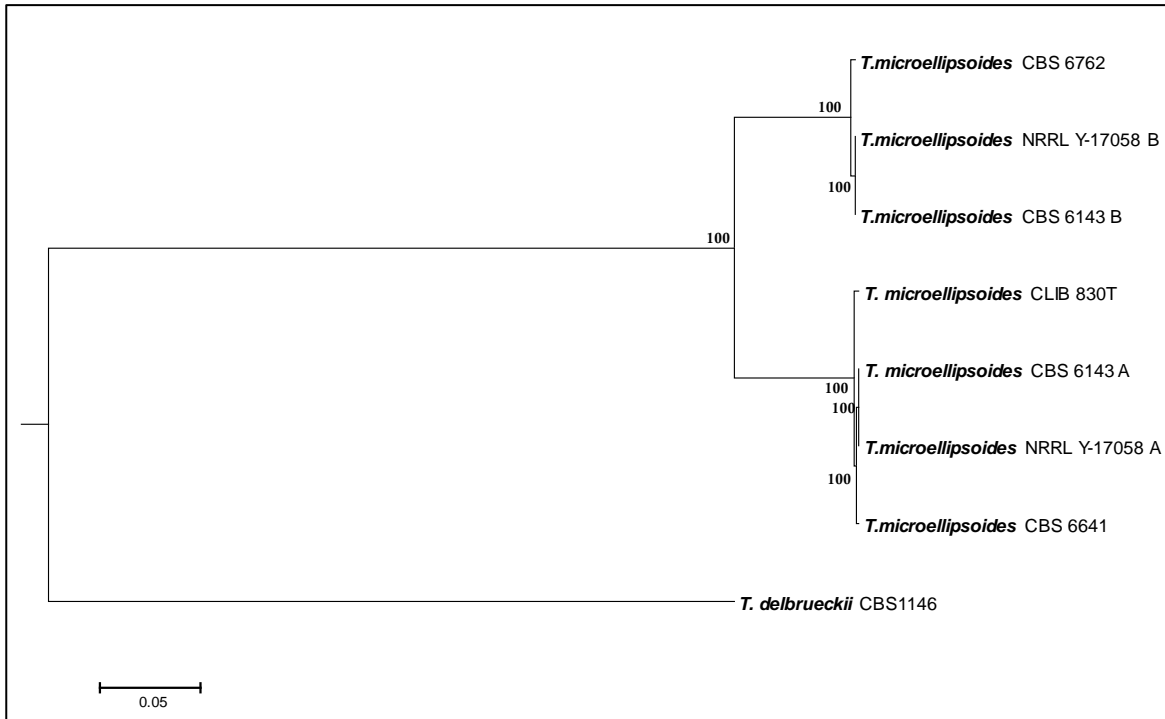 T.microellipsoides CBS 6762
100
T.microellipsoides NRRL Y-17058 B
100
T.microellipsoides CBS 6143 B
100
T. microellipsoides CLIB 830T
T. microellipsoides CBS 6143 A
100
100
T.microellipsoides NRRL Y-17058 A
100
T.microellipsoides CBS 6641
T. delbrueckii CBS1146
0.05